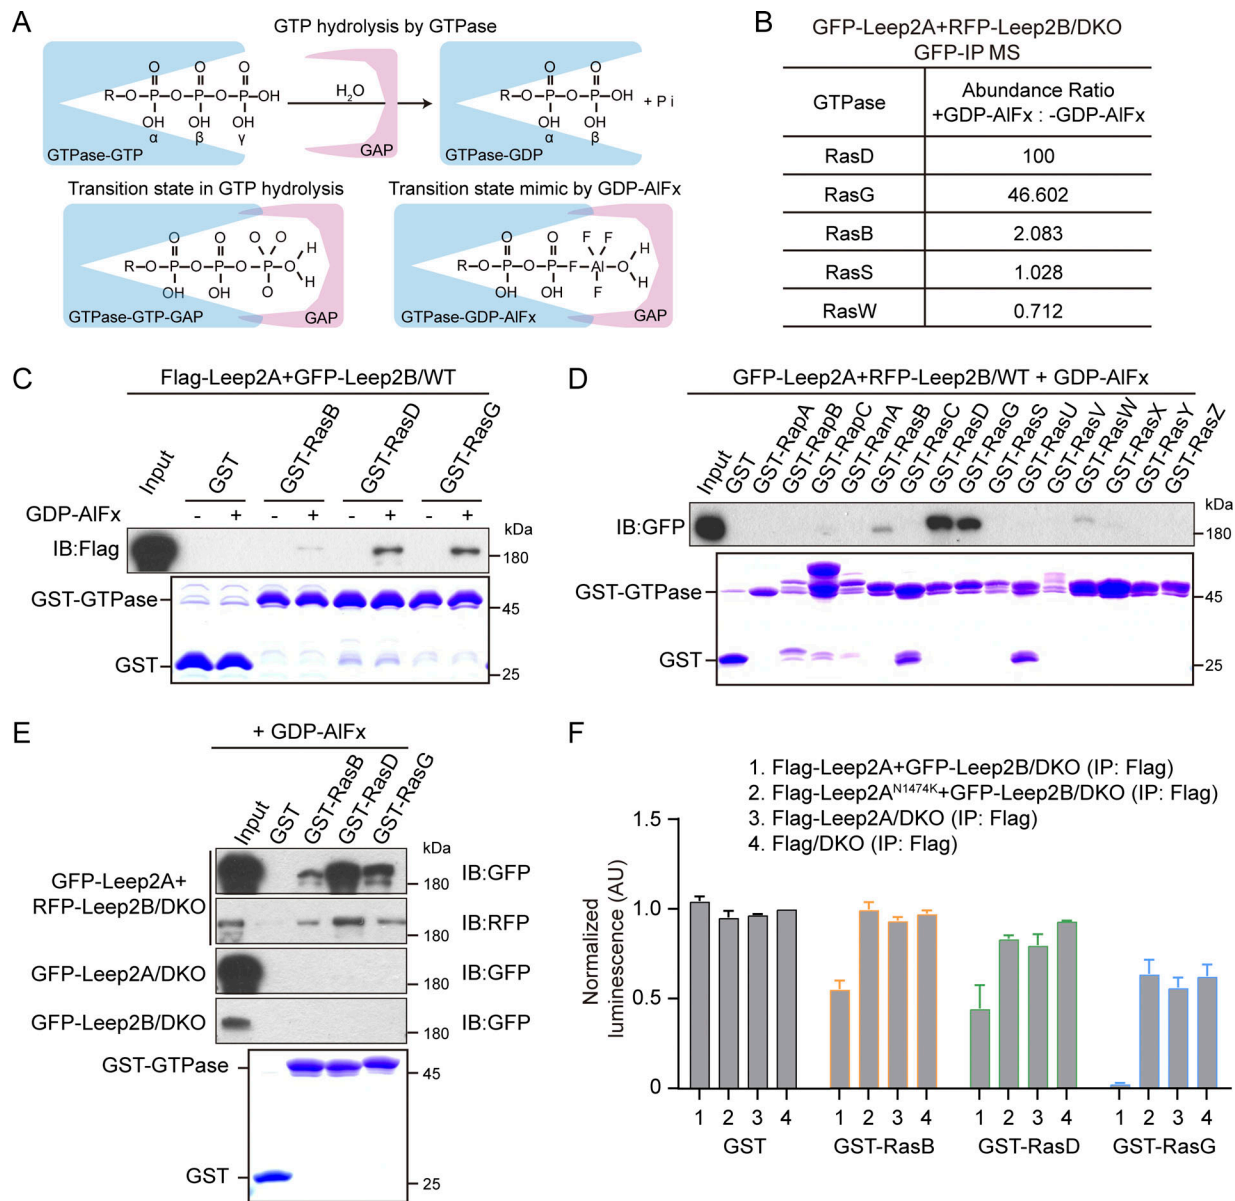 A
GTP hydrolysis by GTPase
O O O
R-O-P-O-P-O-P-OH
OH OH OH
α β γ
GTPase-GTP
H2O
GAP
O O
R-O-P-O-P-OH
OH OH
α β
+ P i
GTPase-GDP
Transition state in GTP hydrolysis
O O O O
R-O-P-O-P-O-P-O H
H
OH OH O
GTPase-GTP-GAP
GAP
Transition state mimic by GDP-AlFx
O O F F
R-O-P-O-P-F-Al-O H
H
OH OH F
GTPase-GDP-AlFx
GAP
B
GFP-Leep2A+RFP-Leep2B/DKO
GFP-IP MS
GTPase Abundance Ratio
+GDP-AlFx : -GDP-AlFx
RasD 100
RasG 46.602
RasB 2.083
RasS 1.028
RasW 0.712
C
Flag-Leep2A+GFP-Leep2B/WT
Input GST GST-RasB GST-RasD GST-RasG
GDP-AlFx - + - + - + - +
kDa
IB:Flag 180
GST-GTPase 45
GST 25
D
GFP-Leep2A+RFP-Leep2B/WT + GDP-AlFx
Input GST GST-RapA GST-RapB GST-RapC GST-RanA GST-RasB GST-RasC GST-RasD GST-RasG GST-RasS GST-RasU GST-RasV GST-RasW GST-RasX GST-RasY GST-RasZ
kDa
IB:GFP 180
GST-GTPase 45
GST 25
E
+ GDP-AlFx
Input GST GST-RasB GST-RasD GST-RasG
kDa
GFP-Leep2A+
RFP-Leep2B/DKO
180 IB:GFP
180 IB:RFP
GFP-Leep2A/DKO 180 IB:GFP
GFP-Leep2B/DKO 180 IB:GFP
GST-GTPase 45
GST 25
F
1. Flag-Leep2A+GFP-Leep2B/DKO (IP: Flag)
2. Flag-Leep2AN1474K+GFP-Leep2B/DKO (IP: Flag)
3. Flag-Leep2A/DKO (IP: Flag)
4. Flag/DKO (IP: Flag)
Normalized
luminescence (AU)
1.5
1.0
0.5
0
1 2 3 4 1 2 3 4 1 2 3 4 1 2 3 4
GST GST-RasB GST-RasD GST-RasG